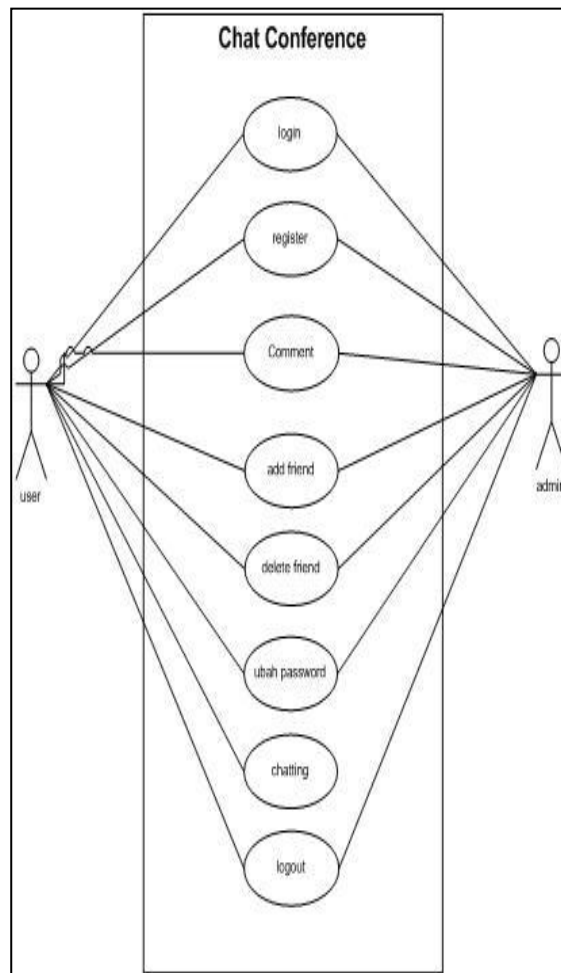 Chat Conference
login
register
Comment
add friend
delete friend
ubah password
chatting
logout
user
admin